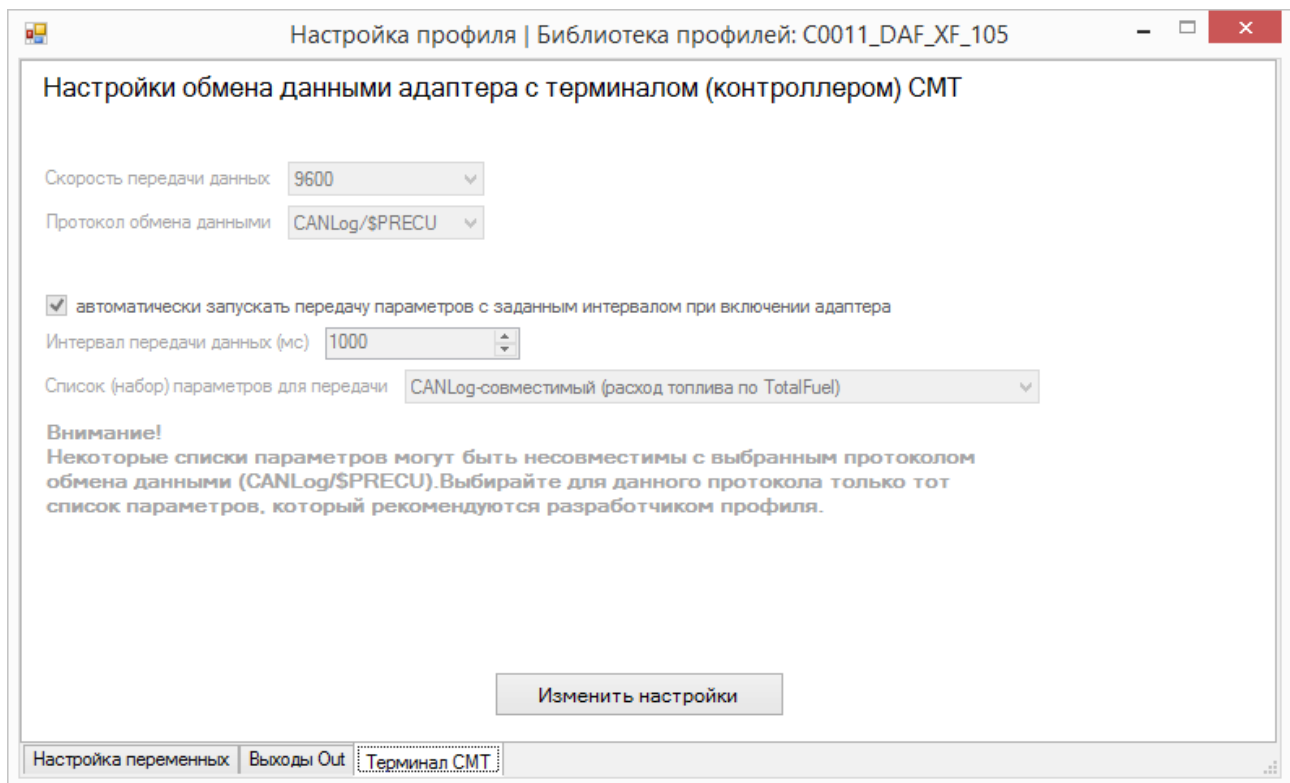 Настройка профиля | Библиотека профилей: C0011_DAF_XF_105
Настройки обмена данными адаптера с терминалом (контроллером) СМТ
Скорость передачи данных 9600
Протокол обмена данными CANLog/$PRECU
автоматически запускать передачу параметров с заданным интервалом при включении адаптера
Интервал передачи данных (мс) 1000
Список (набор) параметров для передачи CANLog-совместимый (расход топлива по TotalFuel)
Внимание!
Некоторые списки параметров могут быть несовместимы с выбранным протоколом
обмена данными (CANLog/$PRECU).Выбирайте для данного протокола только тот
список параметров, который рекомендуются разработчиком профиля.
Изменить настройки
Настройка переменных Выходы Out Терминал СМТ